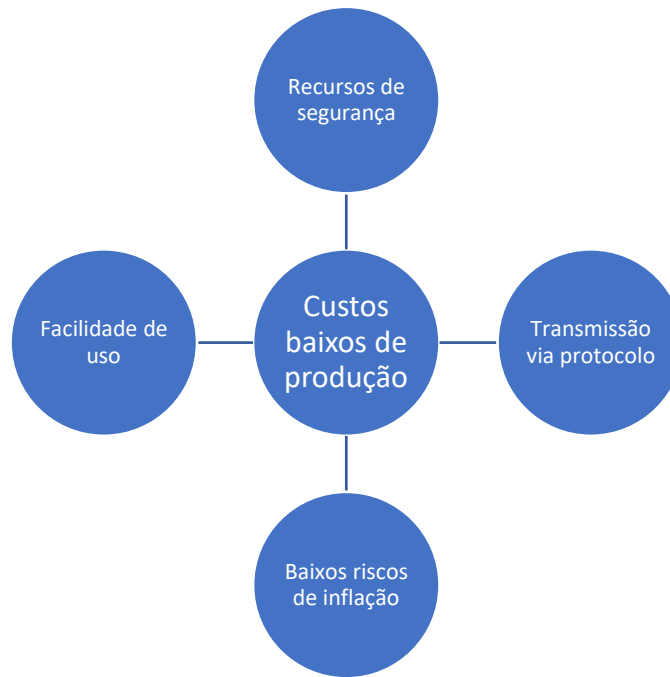 Recursos de
segurança
Facilidade de
uso
Custos
baixos de
produção
Transmissão
via protocolo
Baixos riscos
de inflação